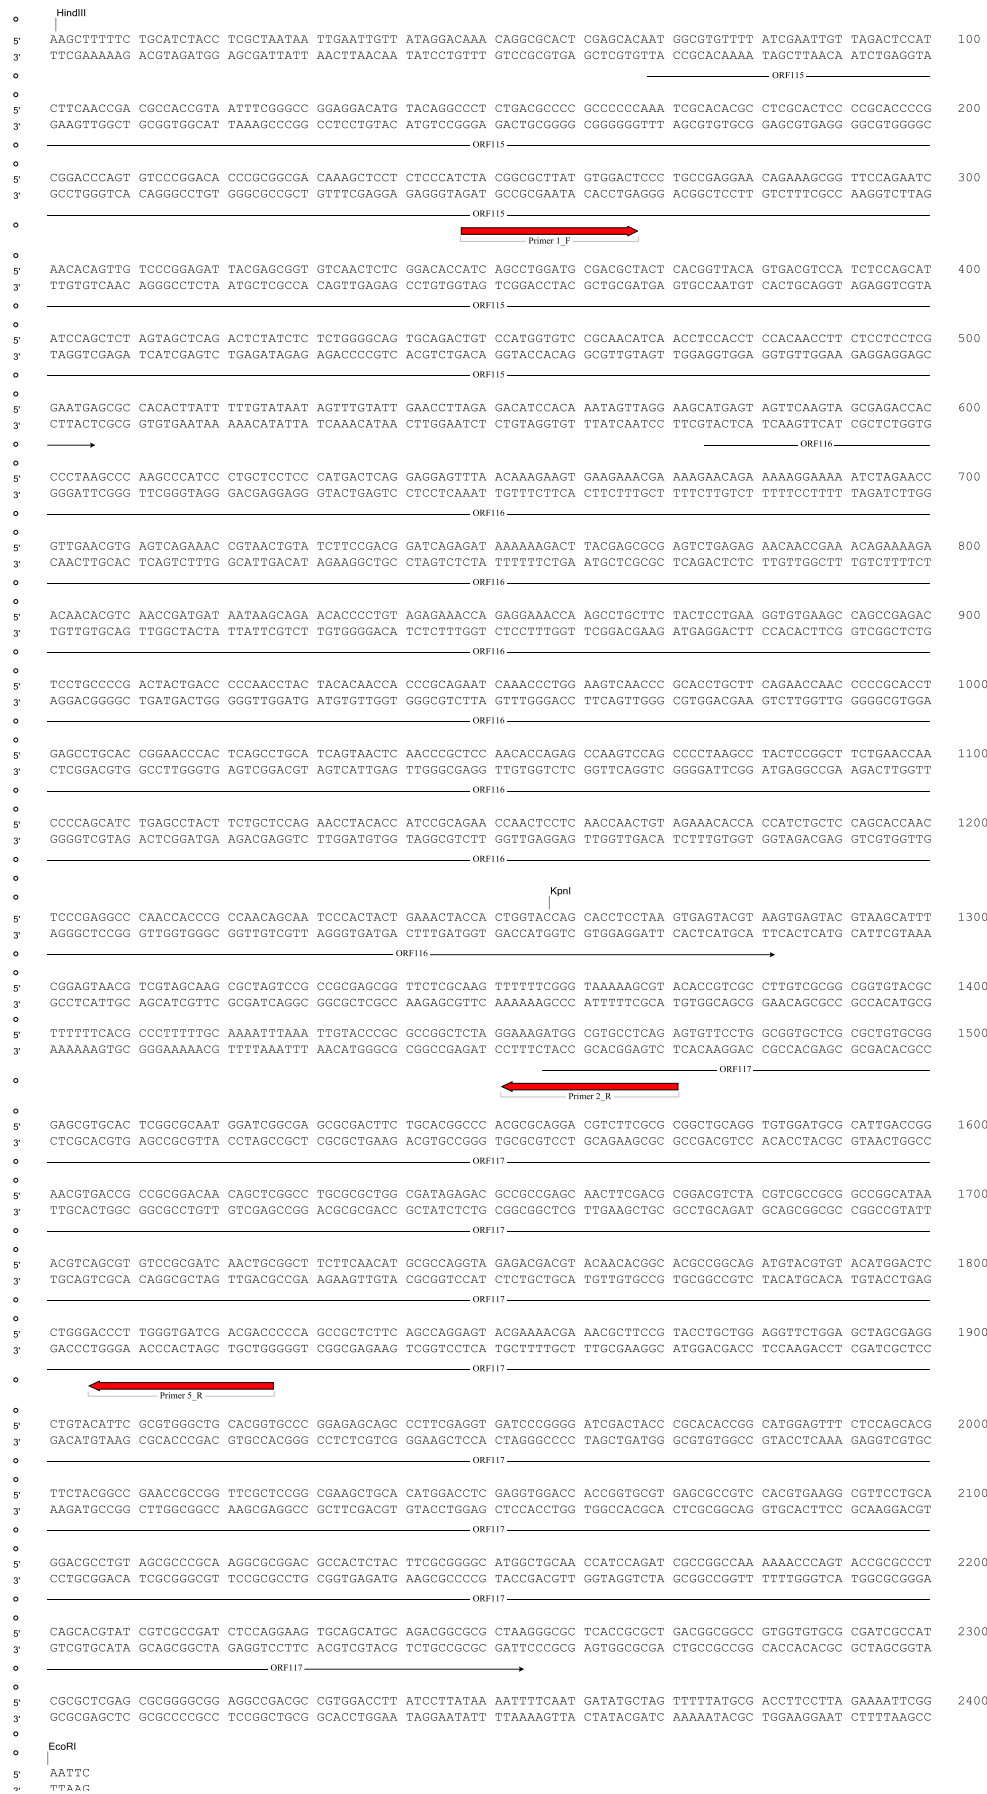 HindIII
5' AAGCTTTTTC TGCATCTACC TCGCTAATAA TTGAATTGTT ATAGGACAAA CAGGCGCACT CGAGCACAAT GGCGTGTTTT ATCGAATTGT TAGACTCCAT 100
3' TTCGAAAAAG ACGTAGATGG AGCGATTATT AACTTAACAA TATCCTGTTT GTCCGCGTGA GCTCGTGTTA CCGCACAAAA TAGCTTAACA ATCTGAGGTA
ORF115
5' CTTCAACCGA CGCCACCGTA ATTTCGGGCC GGAGGACATG TACAGGCCCT CTGACGCCCC GCCCCCCAAA TCGCACACGC CTCGCACTCC CCGCACCCCG 200
3' GAAGTTGGCT GCGGTGGCAT TAAAGCCCGG CCTCCTGTAC ATGTCCGGGA GACTGCGGGG CGGGGGGTTT AGCGTGTGCG GAGCGTGAGG GGCGTGGGGC
ORF115
5' CGGACCCAGT GTCCCGGACA CCCGCGGCGA CAAAGCTCCT CTCCCATCTA CGGCGCTTAT GTGGACTCCC TGCCGAGGAA CAGAAAGCGG TTCCAGAATC 300
3' GCCTGGGTCA CAGGGCCTGT GGGCGCCGCT GTTTCGAGGA GAGGGTAGAT GCCGCGAATA CACCTGAGGG ACGGCTCCTT GTCTTTCGCC AAGGTCTTAG
ORF115
Primer 1_F
5' AACACAGTTG TCCCGGAGAT TACGAGCGGT GTCAACTCTC GGACACCATC AGCCTGGATG CGACGCTACT CACGGTTACA GTGACGTCCA TCTCCAGCAT 400
3' TTGTGTCAAC AGGGCCTCTA ATGCTCGCCA CAGTTGAGAG CCTGTGGTAG TCGGACCTAC GCTGCGATGA GTGCCAATGT CACTGCAGGT AGAGGTCGTA
ORF115
5' ATCCAGCTCT AGTAGCTCAG ACTCTATCTC TCTGGGGCAG TGCAGACTGT CCATGGTGTC CGCAACATCA ACCTCCACCT CCACAACCTT CTCCTCCTCG 500
3' TAGGTCGAGA TCATCGAGTC TGAGATAGAG AGACCCCGTC ACGTCTGACA GGTACCACAG GCGTTGTAGT TGGAGGTGGA GGTGTTGGAA GAGGAGGAGC
ORF115
5' GAATGAGCGC CACACTTATT TTTGTATAAT AGTTTGTATT GAACCTTAGA GACATCCACA AATAGTTAGG AAGCATGAGT AGTTCAAGTA GCGAGACCAC 600
3' CTTACTCGCG GTGTGAATAA AAACATATTA TCAAACATAA CTTGGAATCT CTGTAGGTGT TTATCAATCC TTCGTACTCA TCAAGTTCAT CGCTCTGGTG
ORF116
5' CCCTAAGCCC AAGCCCATCC CTGCTCCTCC CATGACTCAG GAGGAGTTTA ACAAAGAAGT GAAGAAACGA AAAGAACAGA AAAAGGAAAA ATCTAGAACC 700
3' GGGATTCGGG TTCGGGTAGG GACGAGGAGG GTACTGAGTC CTCCTCAAAT TGTTTCTTCA CTTCTTTGCT TTTCTTGTCT TTTTCCTTTT TAGATCTTGG
ORF116
5' GTTGAACGTG AGTCAGAAAC CGTAACTGTA TCTTCCGACG GATCAGAGAT AAAAAAGACT TACGAGCGCG AGTCTGAGAG AACAACCGAA ACAGAAAAGA 800
3' CAACTTGCAC TCAGTCTTTG GCATTGACAT AGAAGGCTGC CTAGTCTCTA TTTTTTCTGA ATGCTCGCGC TCAGACTCTC TTGTTGGCTT TGTCTTTTCT
ORF116
5' ACAACACGTC AACCGATGAT AATAAGCAGA ACACCCCTGT AGAGAAACCA GAGGAAACCA AGCCTGCTTC TACTCCTGAA GGTGTGAAGC CAGCCGAGAC 900
3' TGTTGTGCAG TTGGCTACTA TTATTCGTCT TGTGGGGACA TCTCTTTGGT CTCCTTTGGT TCGGACGAAG ATGAGGACTT CCACACTTCG GTCGGCTCTG
ORF116
5' TCCTGCCCCG ACTACTGACC CCCAACCTAC TACACAACCA CCCGCAGAAT CAAACCCTGG AAGTCAACCC GCACCTGCTT CAGAACCAAC CCCCGCACCT 1000
3' AGGACGGGGC TGATGACTGG GGGTTGGATG ATGTGTTGGT GGGCGTCTTA GTTTGGGACC TTCAGTTGGG CGTGGACGAA GTCTTGGTTG GGGGCGTGGA
ORF116
5' GAGCCTGCAC CGGAACCCAC TCAGCCTGCA TCAGTAACTC AACCCGCTCC AACACCAGAG CCAAGTCCAG CCCCTAAGCC TACTCCGGCT TCTGAACCAA 1100
3' CTCGGACGTG GCCTTGGGTG AGTCGGACGT AGTCATTGAG TTGGGCGAGG TTGTGGTCTC GGTTCAGGTC GGGGATTCGG ATGAGGCCGA AGACTTGGTT
ORF116
5' CCCCAGCATC TGAGCCTACT TCTGCTCCAG AACCTACACC ATCCGCAGAA CCAACTCCTC AACCAACTGT AGAAACACCA CCATCTGCTC CAGCACCAAC 1200
3' GGGGTCGTAG ACTCGGATGA AGACGAGGTC TTGGATGTGG TAGGCGTCTT GGTTGAGGAG TTGGTTGACA TCTTTGTGGT GGTAGACGAG GTCGTGGTTG
ORF116
KpnI
5' TCCCGAGGCC CAACCACCCG CCAACAGCAA TCCCACTACT GAAACTACCA CTGGTACCAG CACCTCCTAA GTGAGTACGT AAGTGAGTAC GTAAGCATTT 1300
3' AGGGCTCCGG GTTGGTGGGC GGTTGTCGTT AGGGTGATGA CTTTGATGGT GACCATGGTC GTGGAGGATT CACTCATGCA TTCACTCATG CATTCGTAAA
ORF116
5' CGGAGTAACG TCGTAGCAAG CGCTAGTCCG CCGCGAGCGG TTCTCGCAAG TTTTTTCGGG TAAAAAGCGT ACACCGTCGC CTTGTCGCGG CGGTGTACGC 1400
3' GCCTCATTGC AGCATCGTTC GCGATCAGGC GGCGCTCGCC AAGAGCGTTC AAAAAAGCCC ATTTTTCGCA TGTGGCAGCG GAACAGCGCC GCCACATGCG
5' TTTTTTCACG CCCTTTTTGC AAAATTTAAA TTGTACCCGC GCCGGCTCTA GGAAAGATGG CGTGCCTCAG AGTGTTCCTG GCGGTGCTCG CGCTGTGCGG 1500
3' AAAAAAGTGC GGGAAAAACG TTTTAAATTT AACATGGGCG CGGCCGAGAT CCTTTCTACC GCACGGAGTC TCACAAGGAC CGCCACGAGC GCGACACGCC
ORF117
Primer 2_R
5' GAGCGTGCAC TCGGCGCAAT GGATCGGCGA GCGCGACTTC TGCACGGCCC ACGCGCAGGA CGTCTTCGCG CGGCTGCAGG TGTGGATGCG CATTGACCGG 1600
3' CTCGCACGTG AGCCGCGTTA CCTAGCCGCT CGCGCTGAAG ACGTGCCGGG TGCGCGTCCT GCAGAAGCGC GCCGACGTCC ACACCTACGC GTAACTGGCC
ORF117
5' AACGTGACCG CCGCGGACAA CAGCTCGGCC TGCGCGCTGG CGATAGAGAC GCCGCCGAGC AACTTCGACG CGGACGTCTA CGTCGCCGCG GCCGGCATAA 1700
3' TTGCACTGGC GGCGCCTGTT GTCGAGCCGG ACGCGCGACC GCTATCTCTG CGGCGGCTCG TTGAAGCTGC GCCTGCAGAT GCAGCGGCGC CGGCCGTATT
ORF117
5' ACGTCAGCGT GTCCGCGATC AACTGCGGCT TCTTCAACAT GCGCCAGGTA GAGACGACGT ACAACACGGC ACGCCGGCAG ATGTACGTGT ACATGGACTC 1800
3' TGCAGTCGCA CAGGCGCTAG TTGACGCCGA AGAAGTTGTA CGCGGTCCAT CTCTGCTGCA TGTTGTGCCG TGCGGCCGTC TACATGCACA TGTACCTGAG
ORF117
5' CTGGGACCCT TGGGTGATCG ACGACCCCCA GCCGCTCTTC AGCCAGGAGT ACGAAAACGA AACGCTTCCG TACCTGCTGG AGGTTCTGGA GCTAGCGAGG 1900
3' GACCCTGGGA ACCCACTAGC TGCTGGGGGT CGGCGAGAAG TCGGTCCTCA TGCTTTTGCT TTGCGAAGGC ATGGACGACC TCCAAGACCT CGATCGCTCC
ORF117
Primer 5_R
5' CTGTACATTC GCGTGGGCTG CACGGTGCCC GGAGAGCAGC CCTTCGAGGT GATCCCCGGG ATCGACTACC CGCACACCGG CATGGAGTTT CTCCAGCACG 2000
3' GACATGTAAG CGCACCCGAC GTGCCACGGG CCTCTCGTCG GGAAGCTCCA CTAGGGGCCC TAGCTGATGG GCGTGTGGCC GTACCTCAAA GAGGTCGTGC
ORF117
5' TTCTACGGCC GAACCGCCGG TTCGCTCCGG CGAAGCTGCA CATGGACCTC GAGGTGGACC ACCGGTGCGT GAGCGCCGTC CACGTGAAGG CGTTCCTGCA 2100
3' AAGATGCCGG CTTGGCGGCC AAGCGAGGCC GCTTCGACGT GTACCTGGAG CTCCACCTGG TGGCCACGCA CTCGCGGCAG GTGCACTTCC GCAAGGACGT
ORF117
5' GGACGCCTGT AGCGCCCGCA AGGCGCGGAC GCCACTCTAC TTCGCGGGGC CATGGCTGCAA CCATCCAGAT CGCCGGCCAA AAAACCCAGT ACCGCGCCCT 2200
3' CCTGCGGACA TCGCGGGCGT TCCGCGCCTG CGGTGAGATG AAGCGCCCCG TACCGACGTT GGTAGGTCTA GCGGCCGGTT TTTTGGGTCA TGGCGCGGGA
ORF117
5' CAGCACGTAT CGTCGCCGAT CTCCAGGAAG TGCAGCATGC AGACGGCGCG CTAAGGGCGC TCACCGCGCT GACGGCGGCC GTGGTGTGCG CGATCGCCAT 2300
3' GTCGTGCATA GCAGCGGCTA GAGGTCCTTC ACGTCGTACG TCTGCCGCGC GATTCCCGCG AGTGGCGCGA CTGCCGCCGG CACCACACGC GCTAGCGGTA
ORF117
5' CGCGCTCGAG CGCGGGGCGG AGGCCGACGC CGTGGACCTT ATCCTTATAA AATTTTCAAT GATATGCTAG TTTTTATGCG ACCTTCCTTA GAAAATTCGG 2400
3' GCGCGAGCTC GCGCCCCGCC TCCGGCTGCG GCACCTGGAA TAGGAATATT TTAAAAGTTA CTATACGATC AAAAATACGC TGGAAGGAAT CTTTTAAGCC
EcoRI
5' AATTC
3' TTAAG